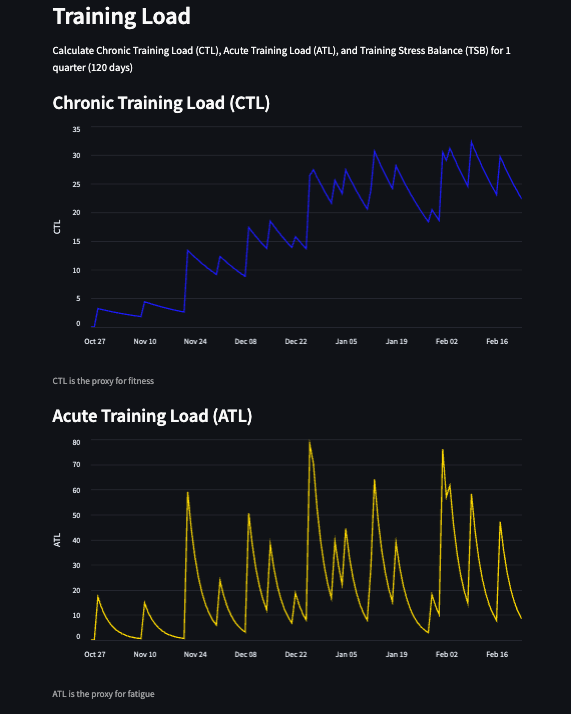 Training Load
Calculate Chronic Training Load (CTL), Acute Training Load (ATL), and Training Stress Balance (TSB) for 1
quarter (120 days)
Chronic Training Load (CTL)
35
30
25
20
15
10
5
0
CTL
Oct 27 Nov 10 Nov 24 Dec 08 Dec 22 Jan 05 Jan 19 Feb 02 Feb 16
CTL is the proxy for fitness
Acute Training Load (ATL)
80
70
60
50
40
30
20
10
0
ATL
Oct 27 Nov 10 Nov 24 Dec 08 Dec 22 Jan 05 Jan 19 Feb 02 Feb 16
ATL is the proxy for fatigue